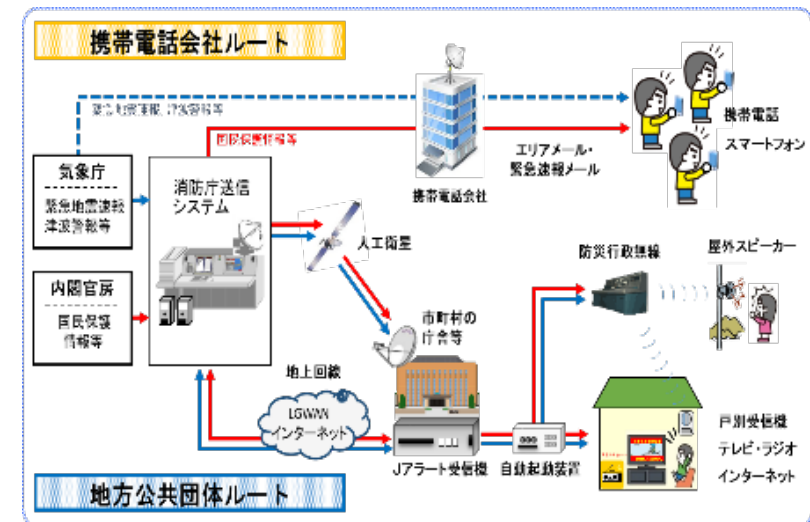 携帯電話会社ルート
緊急地震速報、津波警報等
国民保護情報等
気象庁
緊急地震速報
津波警報等
内閣官房
国民保護
情報等
消防庁送信
システム
人工衛星
携帯電話会社
エリアメール・
緊急速報メール
携帯電話
スマートフォン
防災行政無線
屋外スピーカー
市町村の
庁舎等
地上回線
LGWAN
インターネット
Jアラート受信機
自動起動装置
戸別受信機
テレビ・ラジオ
インターネット
地方公共団体ルート